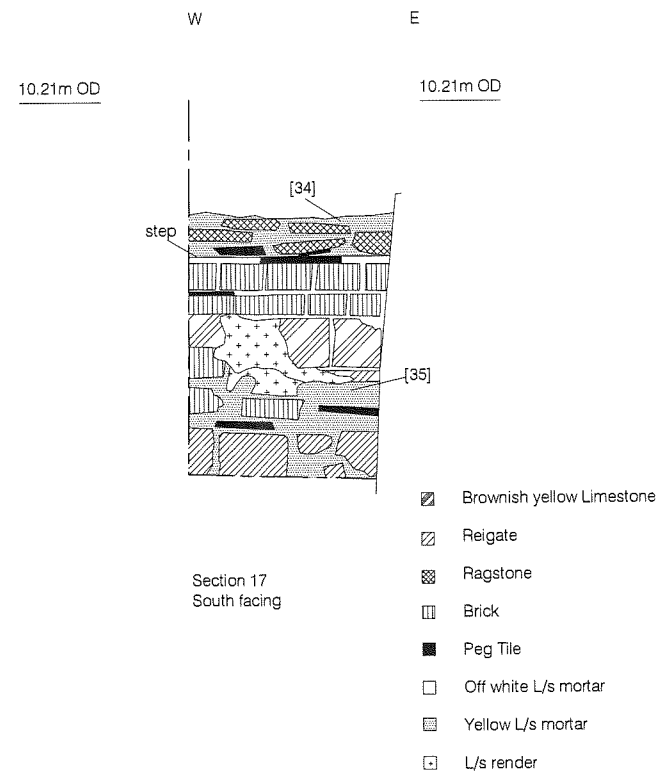 W E
10.21m OD 10.21m OD
[34]
step
[35]
Section 17
South facing
Brownish yellow Limestone
Reigate
Ragstone
Brick
Peg Tile
Off white L/s mortar
Yellow L/s mortar
L/s render